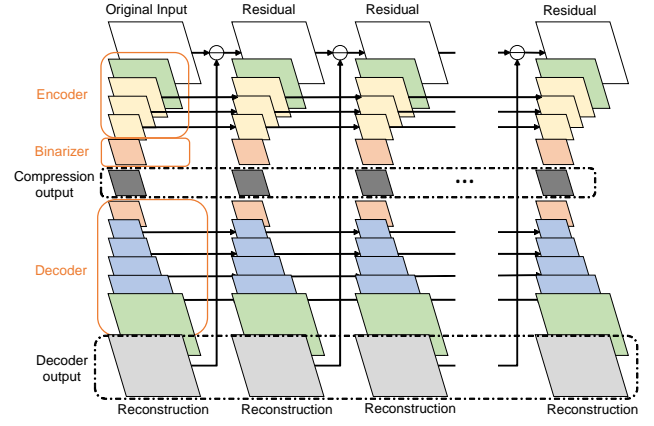 Original Input
Residual
Residual
Residual
Encoder
Binarizer
Compression
output
...
Decoder
Decoder
output
Reconstruction
Reconstruction
Reconstruction
Reconstruction